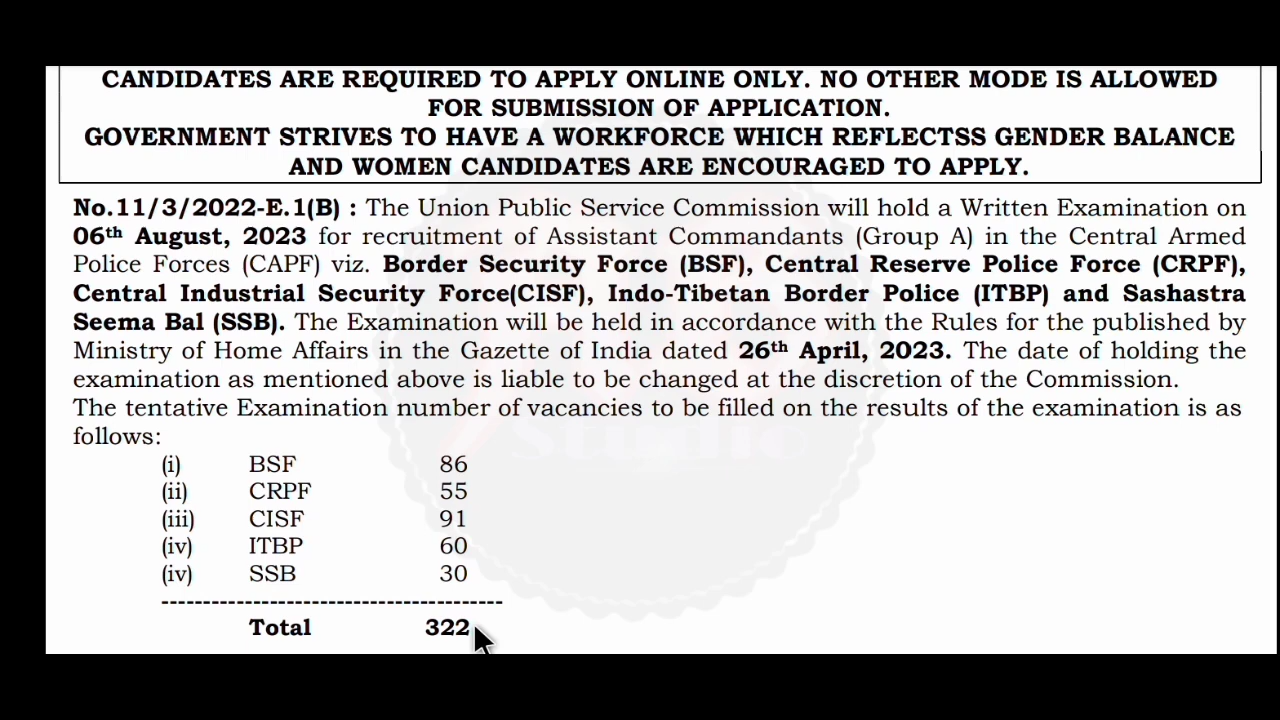 CANDIDATES ARE REQUIRED TO APPLY ONLINE ONLY. NO OTHER MODE IS ALLOWED
FOR SUBMISSION OF APPLICATION.
GOVERNMENT STRIVES TO HAVE A WORKFORCE WHICH REFLECTSS GENDER BALANCE
AND WOMEN CANDIDATES ARE ENCOURAGED TO APPLY.
No.11/3/2022-E.1(B) : The Union Public Service Commission will hold a Written Examination on
06th August, 2023 for recruitment of Assistant Commandants (Group A) in the Central Armed
Police Forces (CAPF) viz. Border Security Force (BSF), Central Reserve Police Force (CRPF),
Central Industrial Security Force(CISF), Indo-Tibetan Border Police (ITBP) and Sashastra
Seema Bal (SSB). The Examination will be held in accordance with the Rules for the published by
Ministry of Home Affairs in the Gazette of India dated 26th April, 2023. The date of holding the
examination as mentioned above is liable to be changed at the discretion of the Commission.
The tentative Examination number of vacancies to be filled on the results of the examination is as
follows:
(i) BSF 86
(ii) CRPF 55
(iii) CISF 91
(iv) ITBP 60
(iv) SSB 30
-----------------------------------------
Total 322
Studio